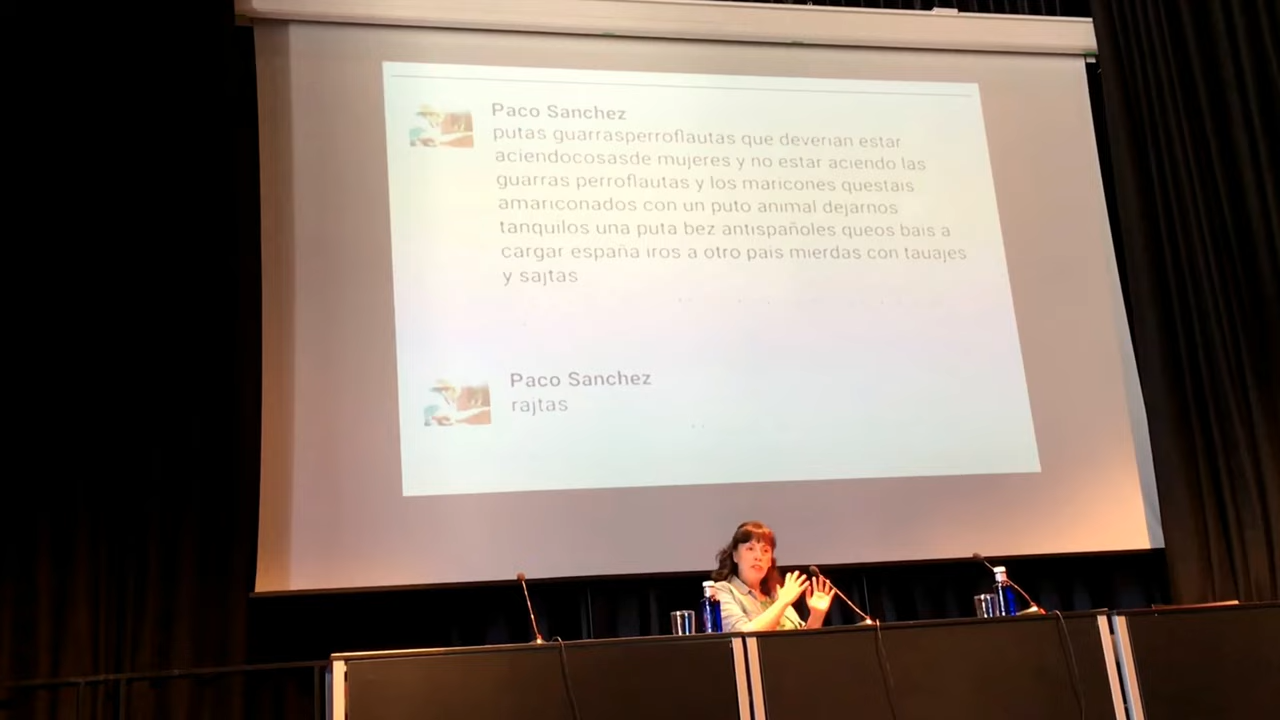 Paco Sanchez
putas guarrasperroflautas que deverian estar
aciendocosasde mujeres y no estar aciendo las
guarras perroflautas y los maricones questais
amariconados con un puto animal dejarnos
tanquilos una puta bez antispañoles queos bais a
cargar españa iros a otro pais mierdas con tauajes
y sajtas
Paco Sanchez
rajtas